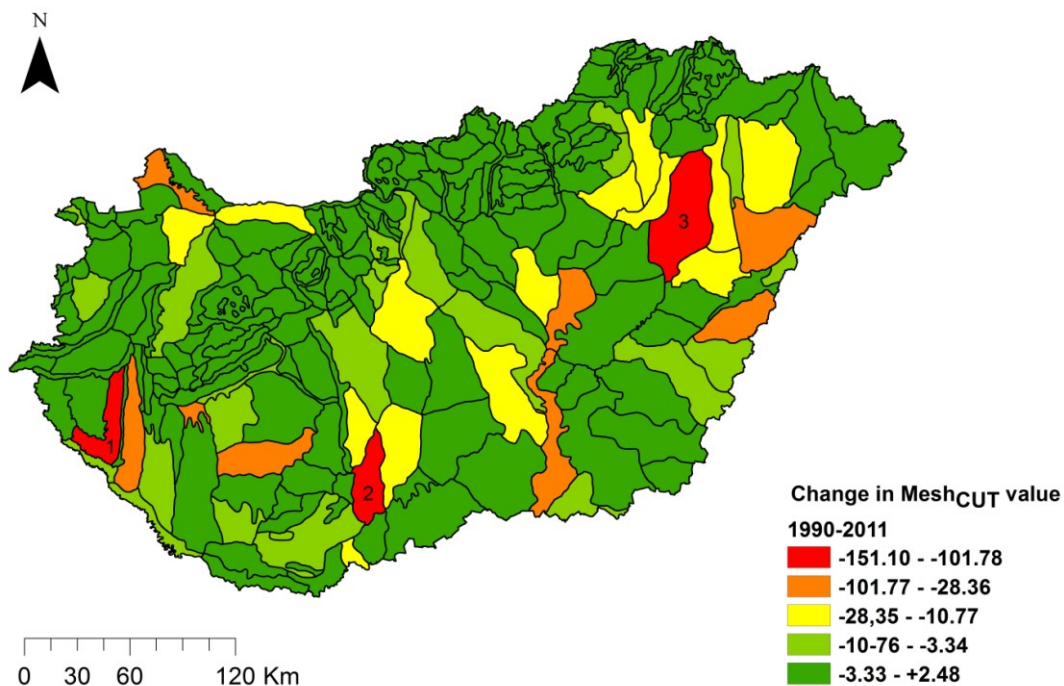 N
3
1
2
Change in MeshCUT value
1990-2011
-151.10 - -101.78
-101.77 - -28.36
-28,35 - -10.77
-10-76 - -3.34
-3.33 - +2.48
0 30 60 120 Km